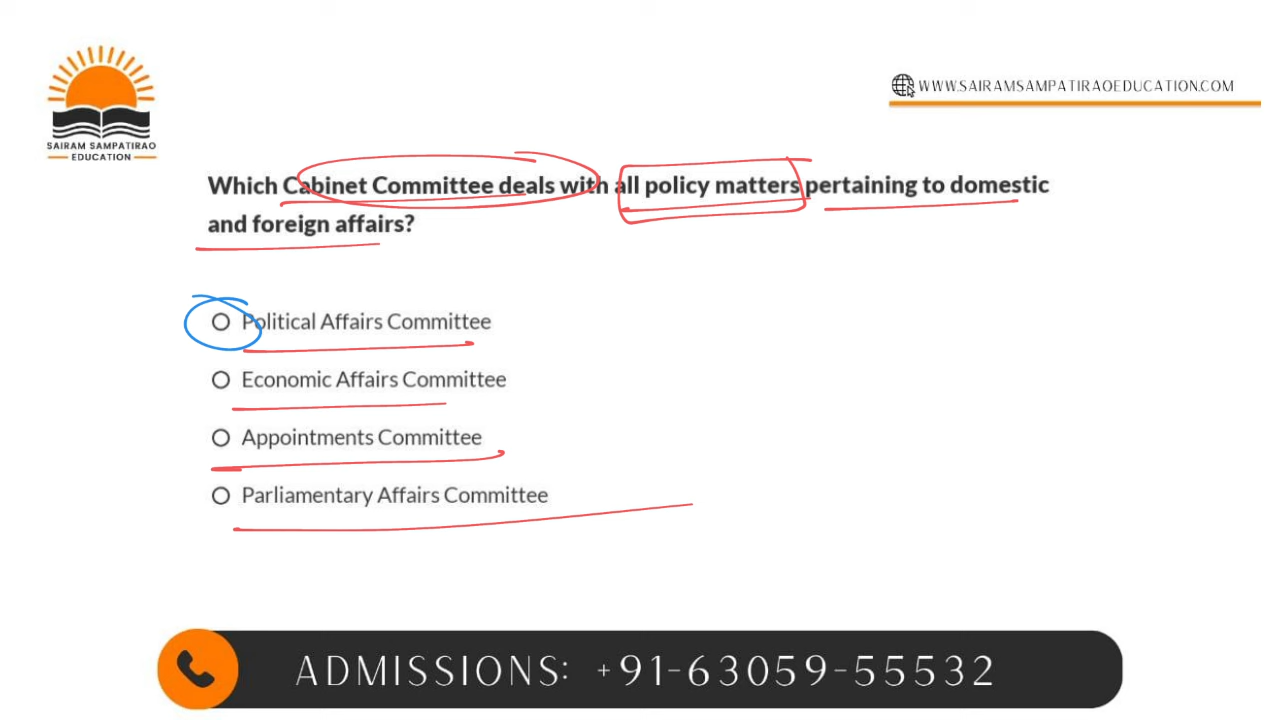 SAIRAM SAMPATIRAO
EDUCATION
WWW.SAIRAMSAMPATIRAOEDUCATION.COM
Which Cabinet Committee deals with all policy matters pertaining to domestic
and foreign affairs?
Political Affairs Committee
Economic Affairs Committee
Appointments Committee
Parliamentary Affairs Committee
ADMISSIONS: +91-63059-55532